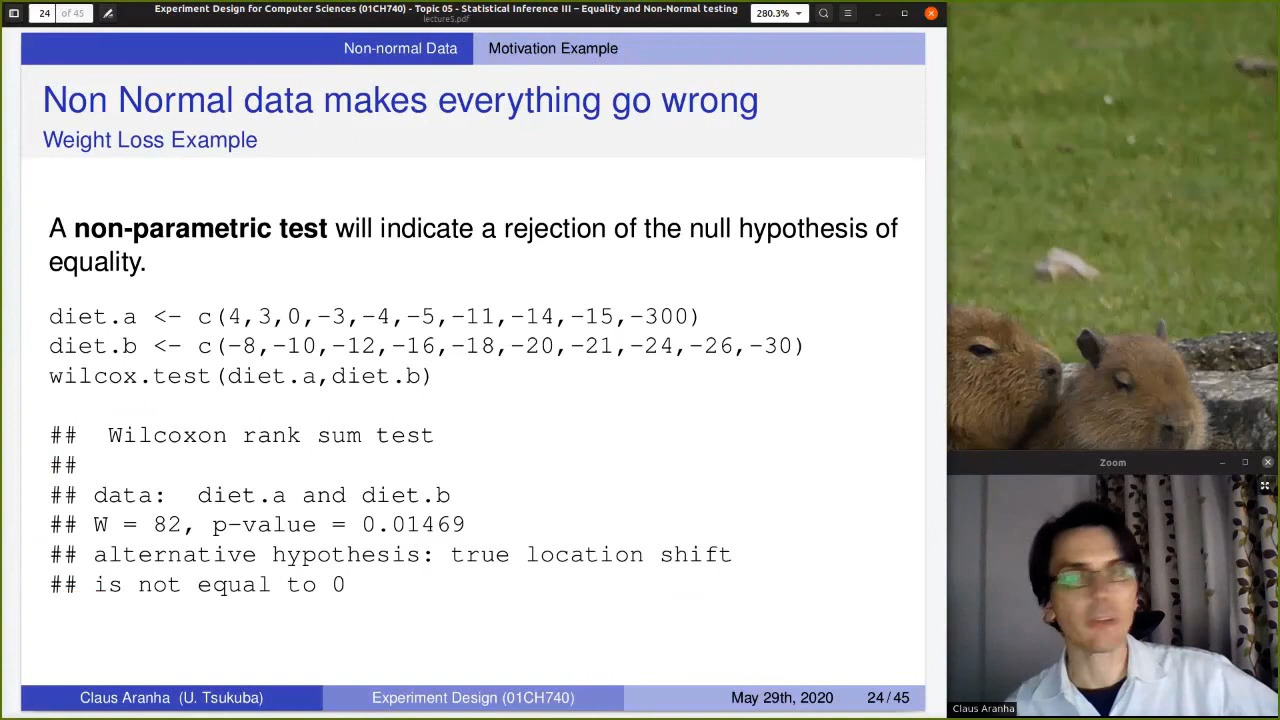 24 of 45
Experiment Design for Computer Sciences (01CH740) - Topic 05 - Statistical Inference III – Equality and Non-Normal testing
lecture5.pdf
280.3%
Non-normal Data Motivation Example
Non Normal data makes everything go wrong
Weight Loss Example
A non-parametric test will indicate a rejection of the null hypothesis of
equality.
diet.a <- c(4,3,0,-3,-4,-5,-11,-14,-15,-300)
diet.b <- c(-8,-10,-12,-16,-18,-20,-21,-24,-26,-30)
wilcox.test(diet.a,diet.b)
## Wilcoxon rank sum test
##
## data: diet.a and diet.b
## W = 82, p-value = 0.01469
## alternative hypothesis: true location shift
## is not equal to 0
Claus Aranha (U. Tsukuba) Experiment Design (01CH740) May 29th, 2020 24 / 45
Zoom
Claus Aranha